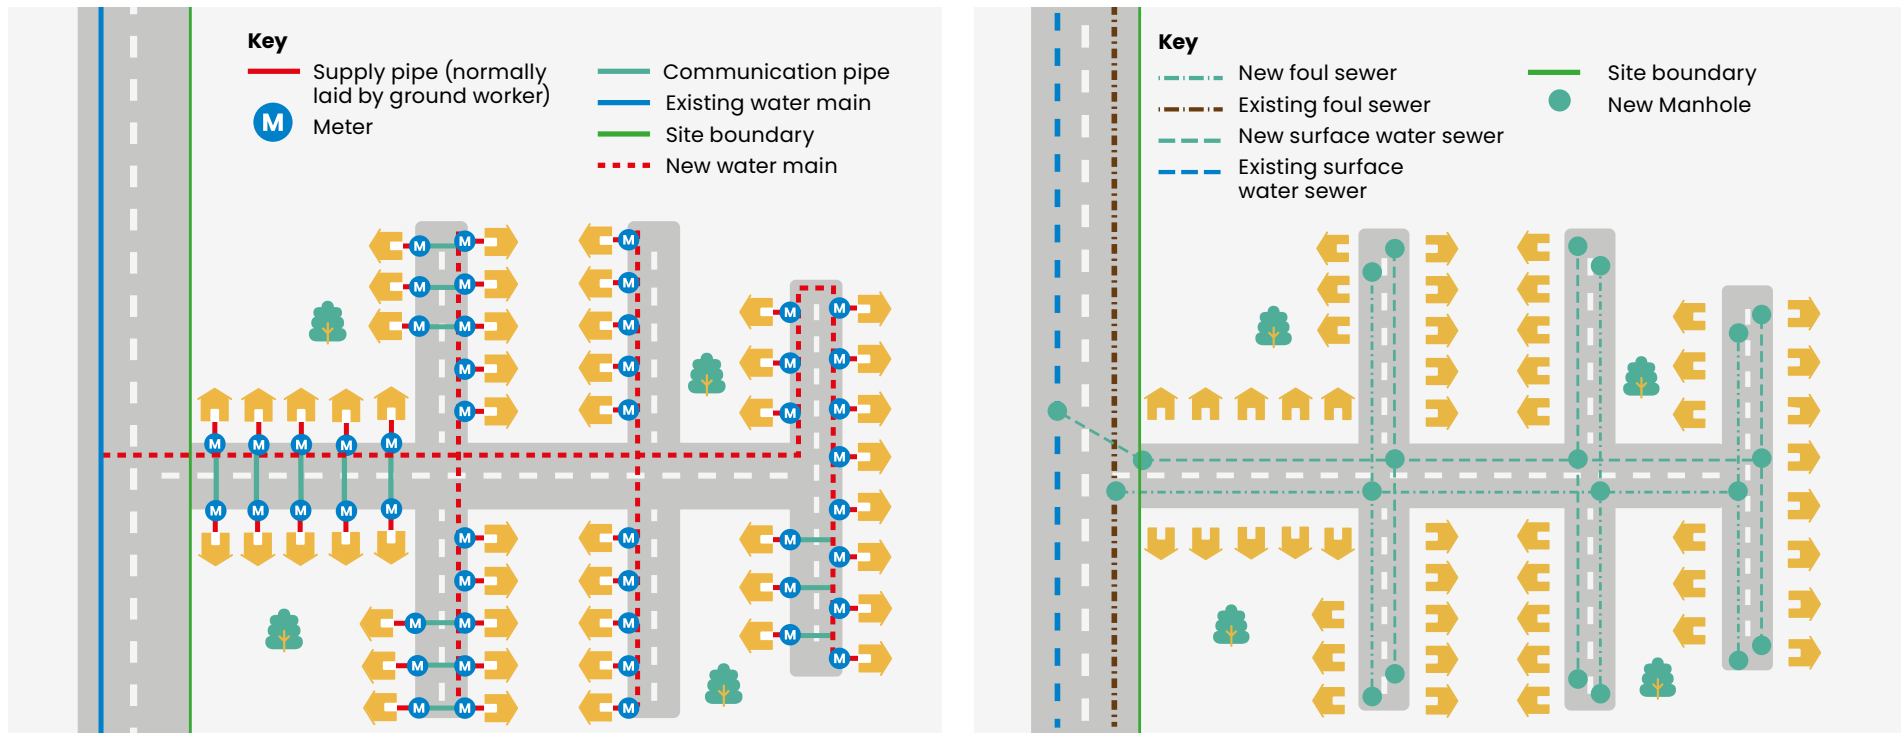 Key
Supply pipe (normally
laid by ground worker)
M Meter
Communication pipe
Existing water main
Site boundary
New water main
M M
M M
M M
M
M
M
M
M
M
M
M M
M M
M M
M
M
M
M M M M M
M M M M M
M
M
M M
M M
M M
M
M
M
M
M
M
M
M
M
M
M
M
M
M
Key
New foul sewer
Existing foul sewer
New surface water sewer
Existing surface
water sewer
Site boundary
New Manhole